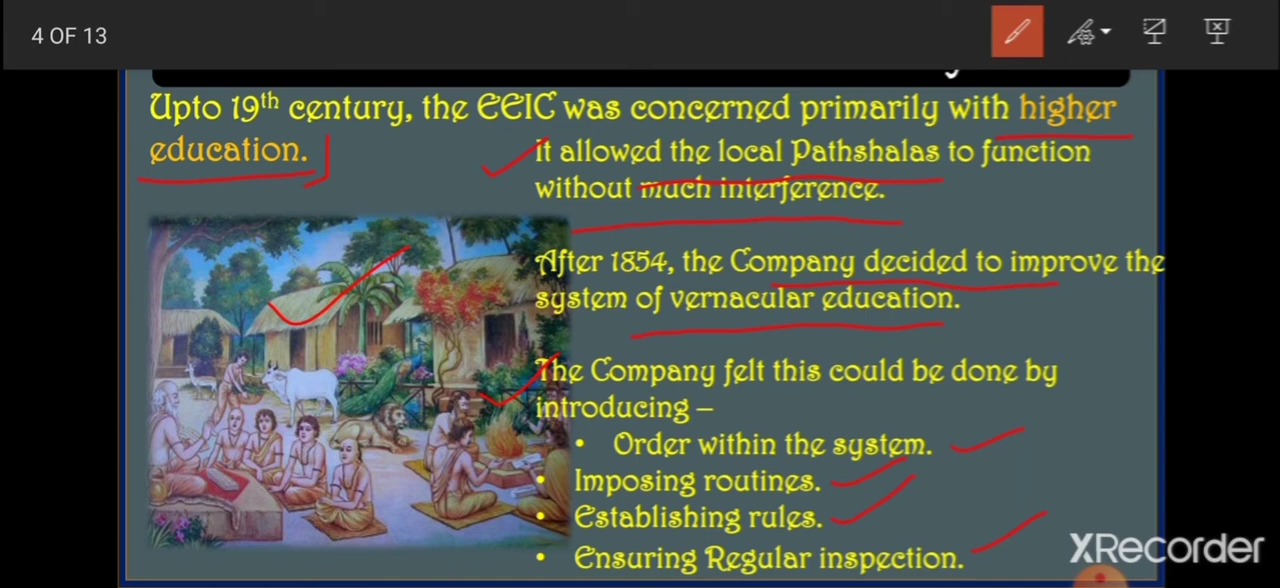 4 OF 13
Upto 19th century, the EEIC was concerned primarily with higher
education.
It allowed the local Pathshalas to function
without much interference.
After 1854, the Company decided to improve the
system of vernacular education.
The Company felt this could be done by
introducing –
• Order within the system.
• Imposing routines.
• Establishing rules.
• Ensuring Regular inspection.
XRecorder